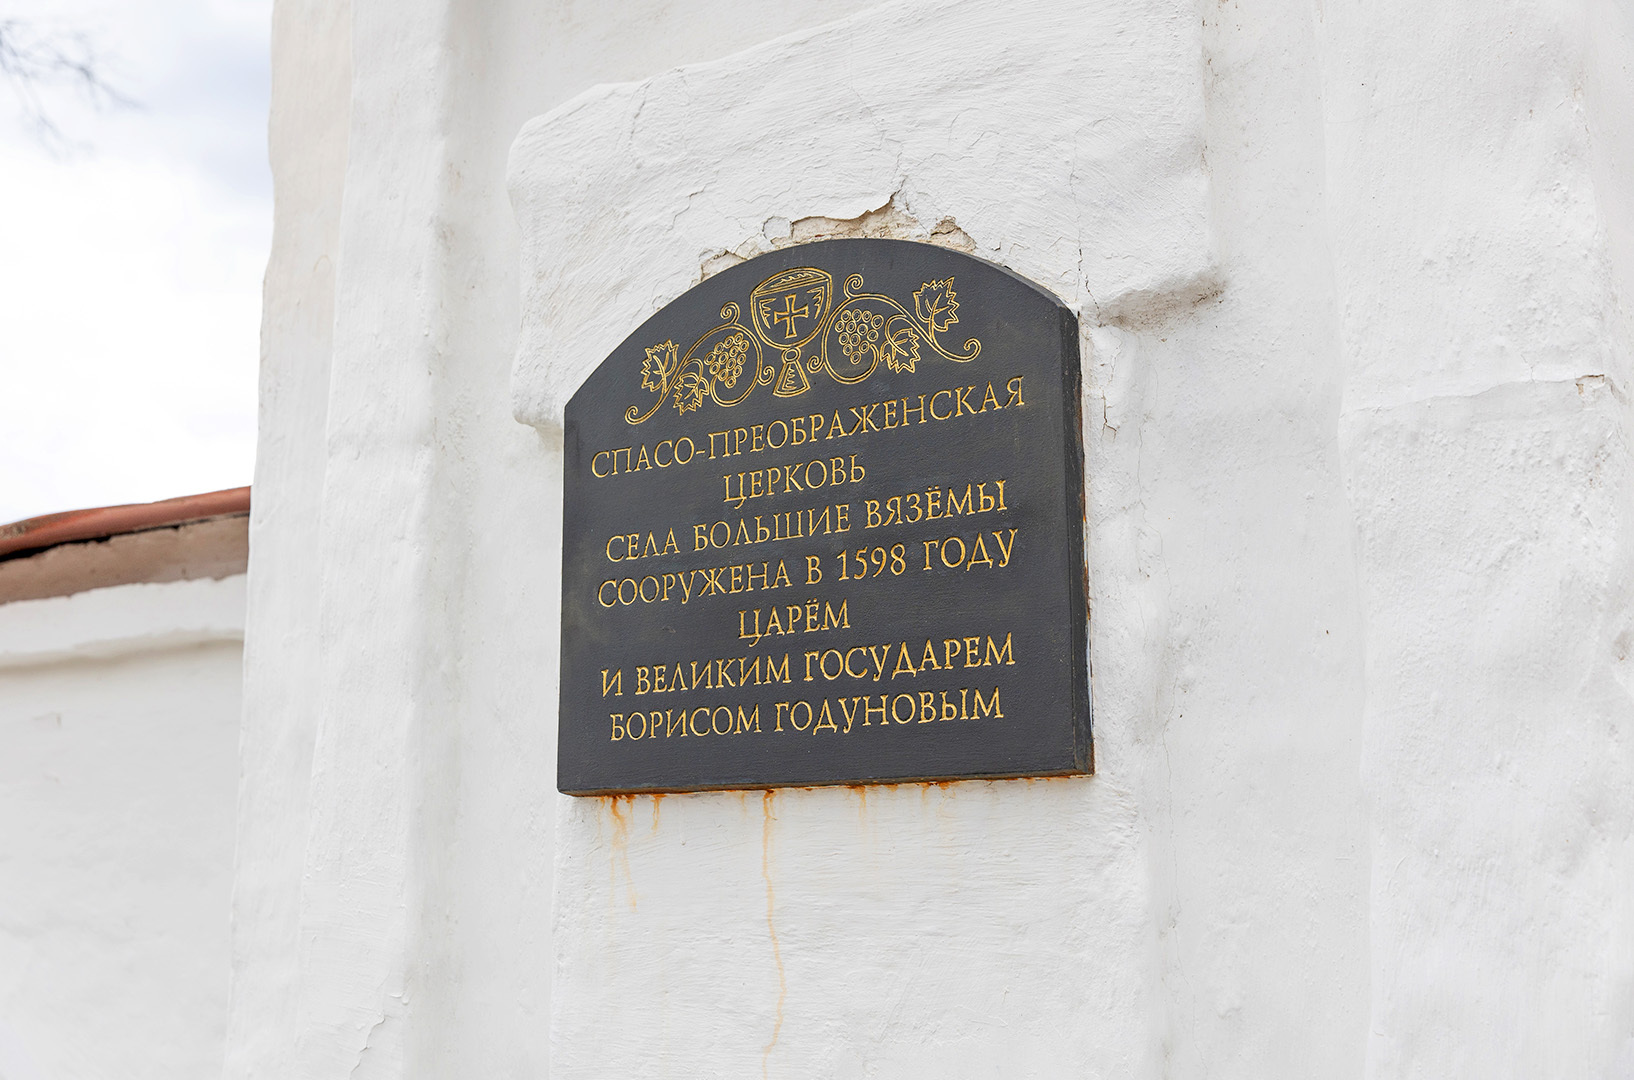 СПАСО-ПРЕОБРАЖЕНСКАЯ
ЦЕРКОВЬ
СЕЛА БОЛЬШИЕ ВЯЗЁМЫ
СООРУЖЕНА В 1598 ГОДУ
ЦАРЁМ
И ВЕЛИКИМ ГОСУДАРЕМ
БОРИСОМ ГОДУНОВЫМ